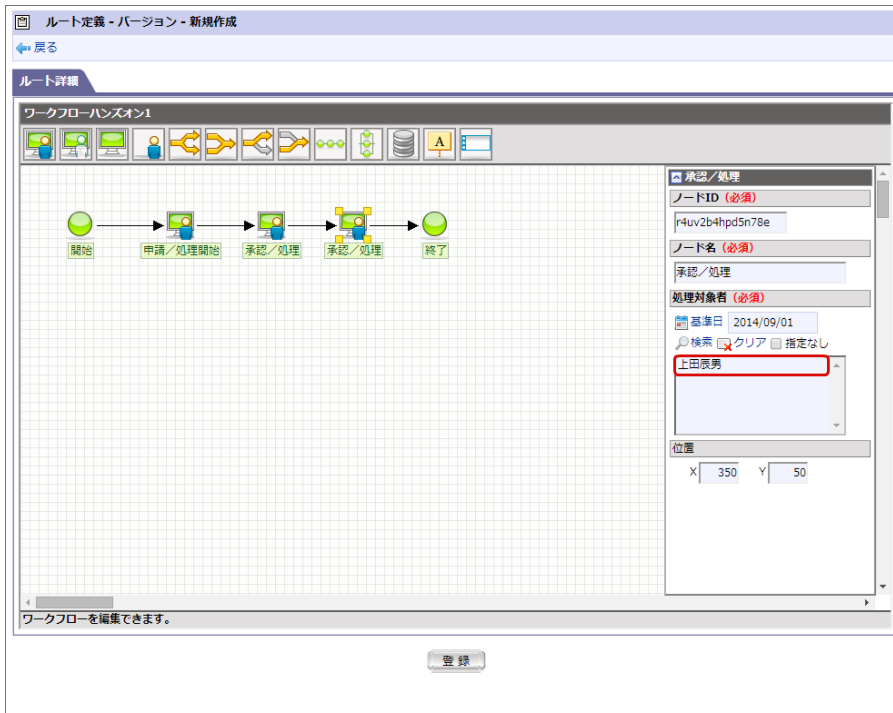 ルート定義 - バージョン - 新規作成
戻る
ルート詳細
ワークフローハンズオン1
A
開始
申請／処理開始
承認／処理
承認／処理
終了
承認／処理
ノードID（必須）
r4uv2b4hpd5n78e
ノード名（必須）
承認／処理
処理対象者（必須）
基準日 2014/09/01
検索 クリア 指定なし
上田辰男
位置
X 350 Y 50
ワークフローを編集できます。
登録